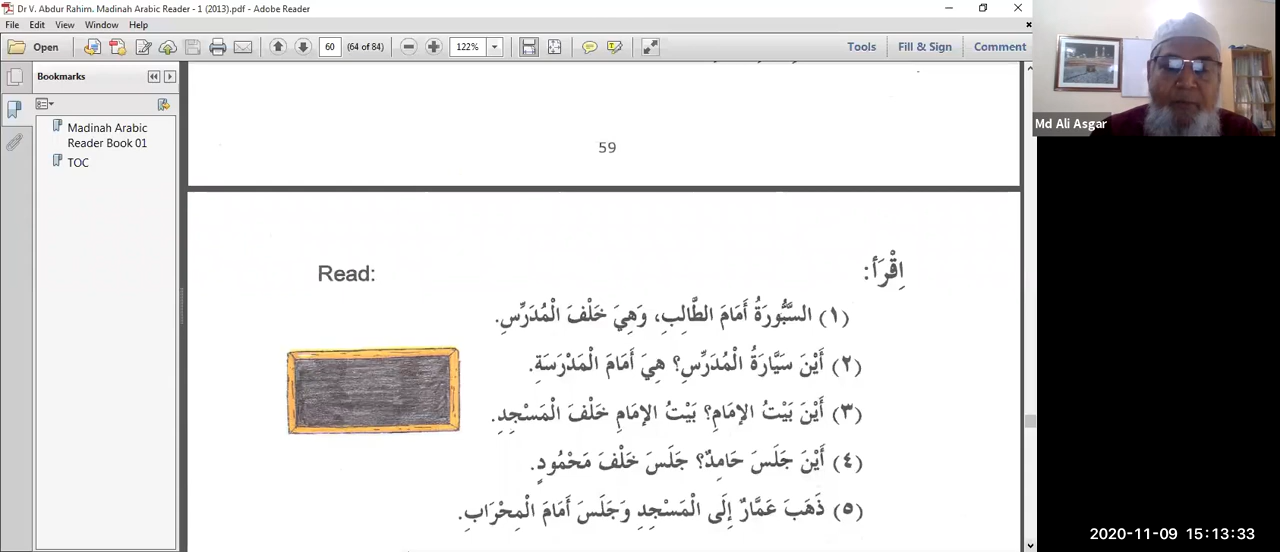 Dr V. Abdur Rahim. Madinah Arabic Reader - 1 (2013).pdf - Adobe Reader
File Edit View Window Help
Open 60 (64 of 84) 122% Tools Fill & Sign Comment
Bookmarks
Madinah Arabic
Reader Book 01
TOC
Md Ali Asgar
59
Read: اِقْرَأْ:
(١) السَّبُّورَةُ أَمَامَ الطَّالِبِ، وَهِيَ خَلْفَ الْمُدَرِّسِ.
(٢) أَيْنَ سَيَّارَةُ الْمُدَرِّسِ؟ هِيَ أَمَامَ الْمَدْرَسَةِ.
(٣) أَيْنَ بَيْتُ الإِمَامِ؟ بَيْتُ الإِمَامِ خَلْفَ الْمَسْجِدِ.
(٤) أَيْنَ جَلَسَ حَامِدٌ؟ جَلَسَ خَلْفَ مَحْمُودٍ.
(٥) ذَهَبَ عَمَّارٌ إِلَى الْمَسْجِدِ وَجَلَسَ أَمَامَ الْمِحْرَابِ.
2020-11-09 15:13:33